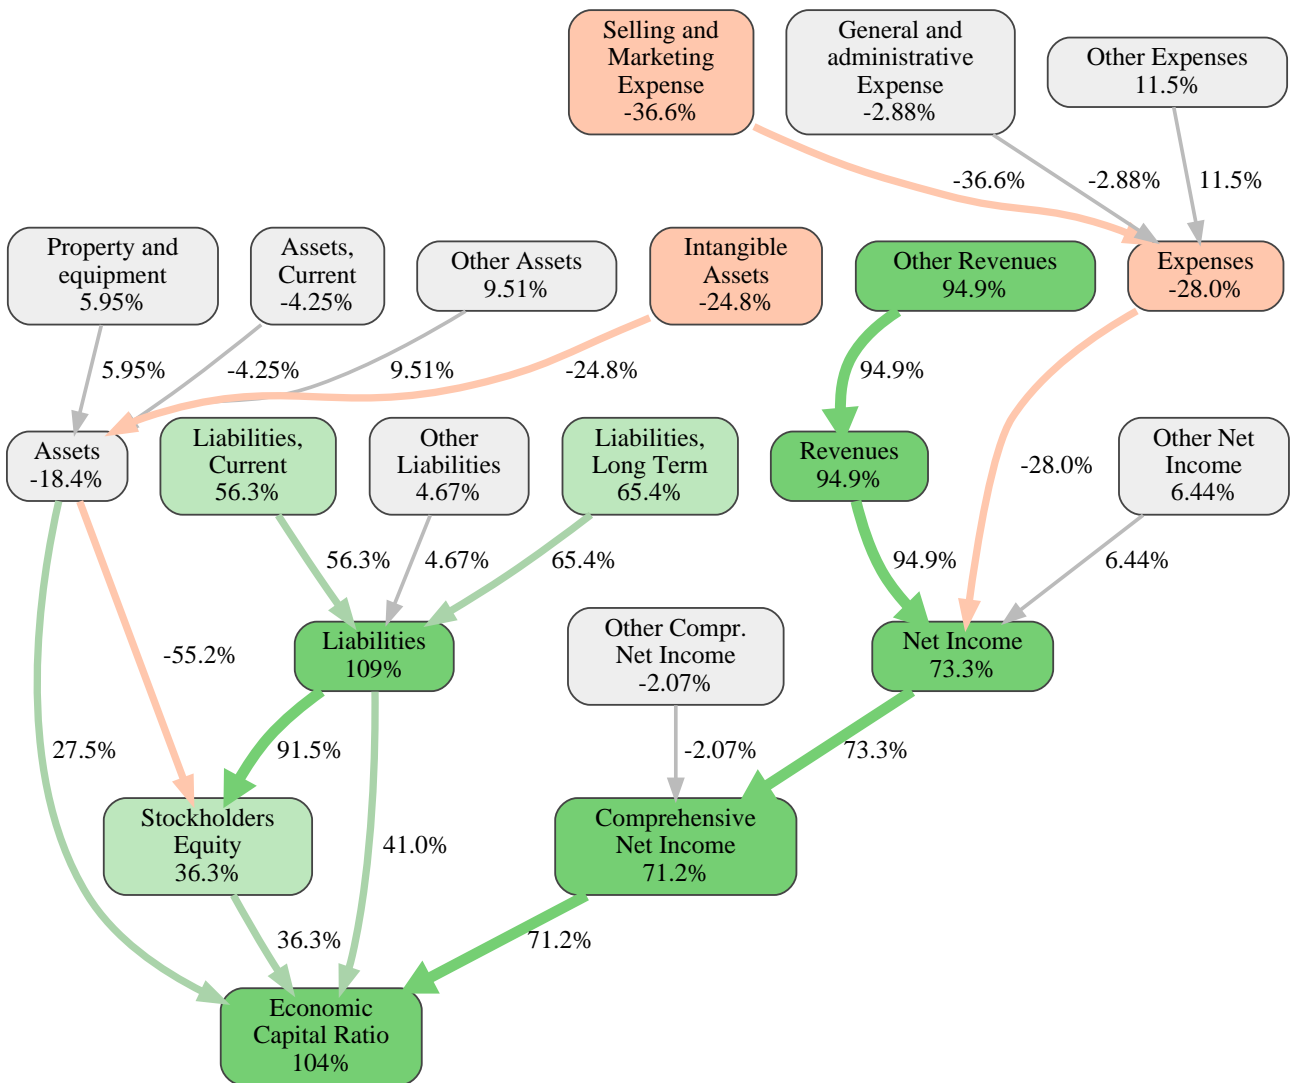 Selling and
Marketing
Expense
-36.6%
General and
administrative
Expense
-2.88%
Other Expenses
11.5%
-36.6%
-2.88%
11.5%
Property and
equipment
5.95%
Assets,
Current
-4.25%
Other Assets
9.51%
Intangible
Assets
-24.8%
Other Revenues
94.9%
Expenses
-28.0%
5.95%
-4.25%
9.51%
-24.8%
94.9%
Assets
-18.4%
Liabilities,
Current
56.3%
Other
Liabilities
4.67%
Liabilities,
Long Term
65.4%
Revenues
94.9%
-28.0%
Other Net
Income
6.44%
56.3%
4.67%
65.4%
94.9%
6.44%
-55.2%
Liabilities
109%
Other Compr.
Net Income
-2.07%
Net Income
73.3%
27.5%
91.5%
-2.07%
73.3%
Stockholders
Equity
36.3%
41.0%
Comprehensive
Net Income
71.2%
36.3%
71.2%
Economic
Capital Ratio
104%